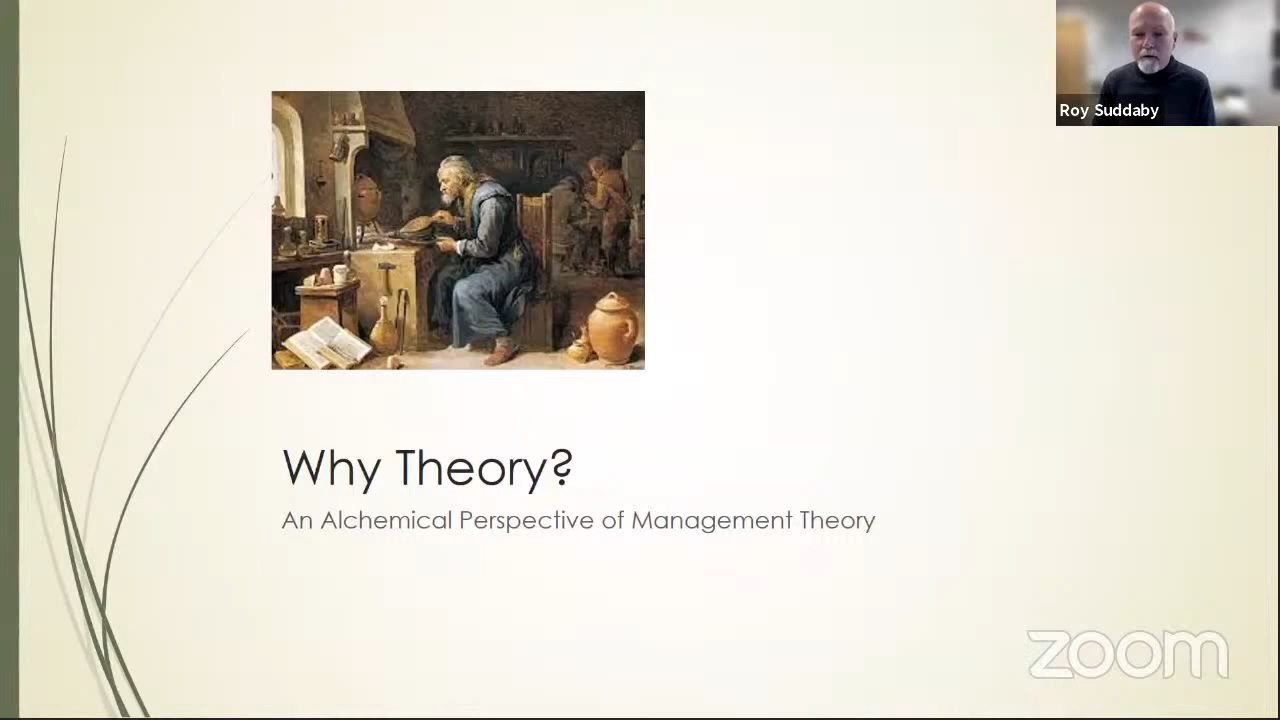 Roy Suddaby
Why Theory?
An Alchemical Perspective of Management Theory
zoom